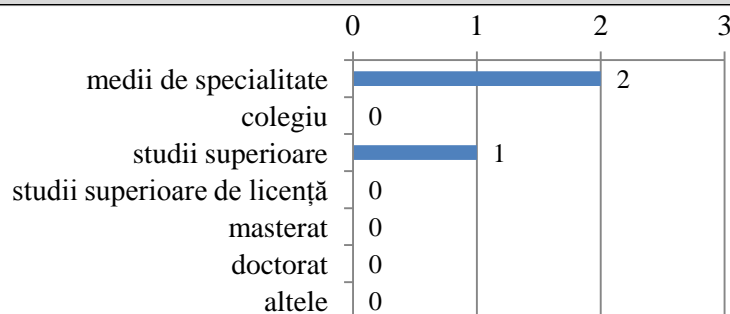 0 1 2 3
medii de specialitate 2
colegiu 0
studii superioare 1
studii superioare de licență 0
masterat 0
doctorat 0
altele 0